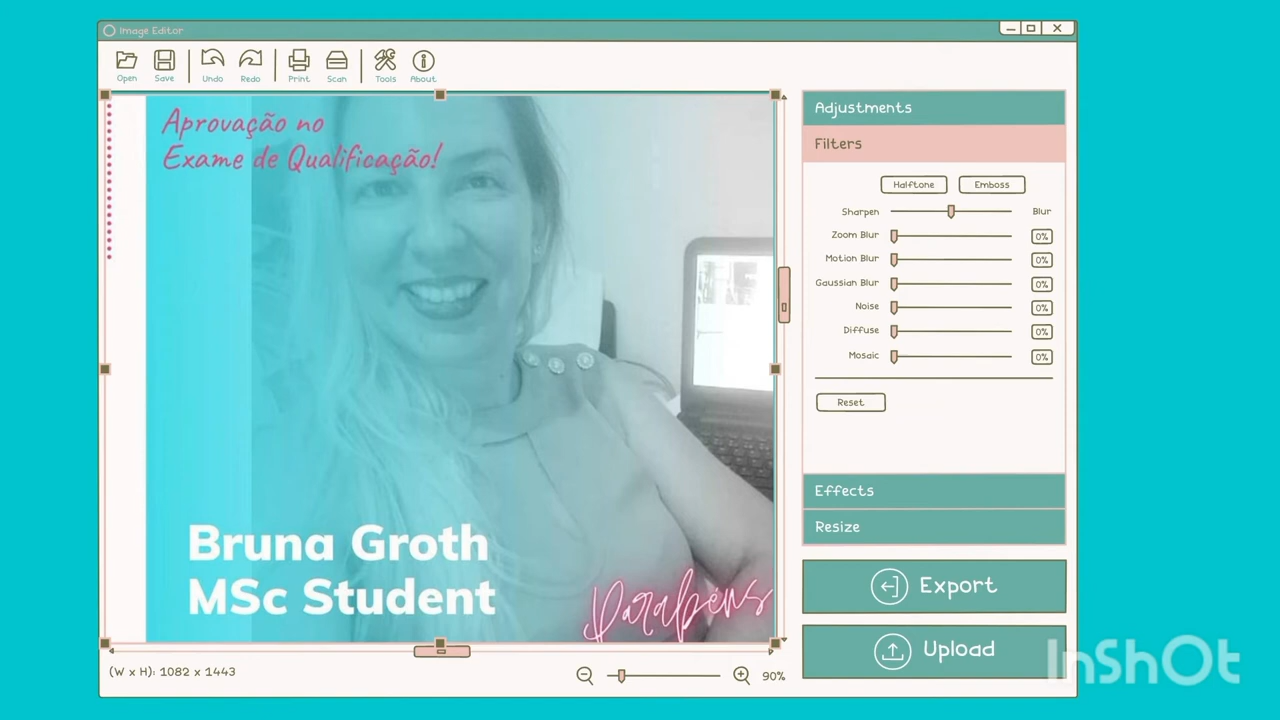 Image Editor
Open Save Undo Redo Print Scan Tools About
Aprovação no
Exame de Qualificação!
Bruna Groth
MSc Student
Parabéns
(W x H): 1082 x 1443
90%
Adjustments
Filters
Halftone Emboss
Sharpen Blur
Zoom Blur 0%
Motion Blur 0%
Gaussian Blur 0%
Noise 0%
Diffuse 0%
Mosaic 0%
Reset
Effects
Resize
Export
Upload
InShOt